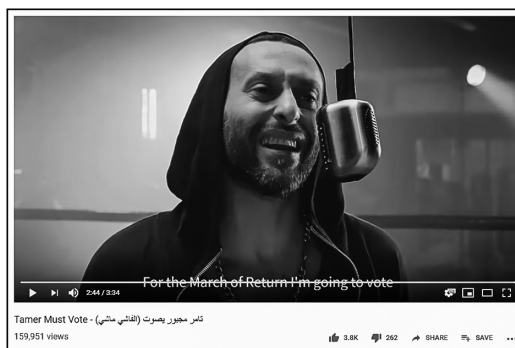 For the March of Return I'm going to vote
2:44 / 3:34
Tamer Must Vote - تامر مجبور يصوت (الفاشي ماشي)
159,951 views
3.8K 262 SHARE SAVE